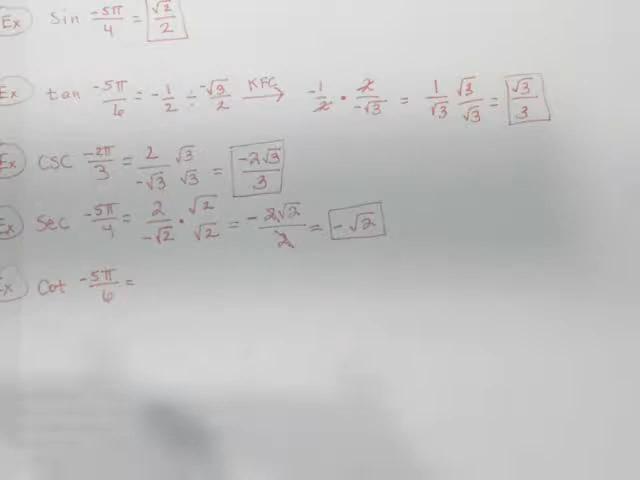 Ex sin -5π/4 = √2/2
Ex tan -5π/6 = -1/2 ÷ -√3/2 KFC → -1/2 · 2/-√3 = 1/√3 √3/√3 = √3/3
Ex CSC -2π/3 = 2/-√3 √3/√3 = -2√3/3
Ex Sec -5π/4 = 2/-√2 · √2/√2 = -2√2/2 = -√2
Ex Cot -5π/6 =